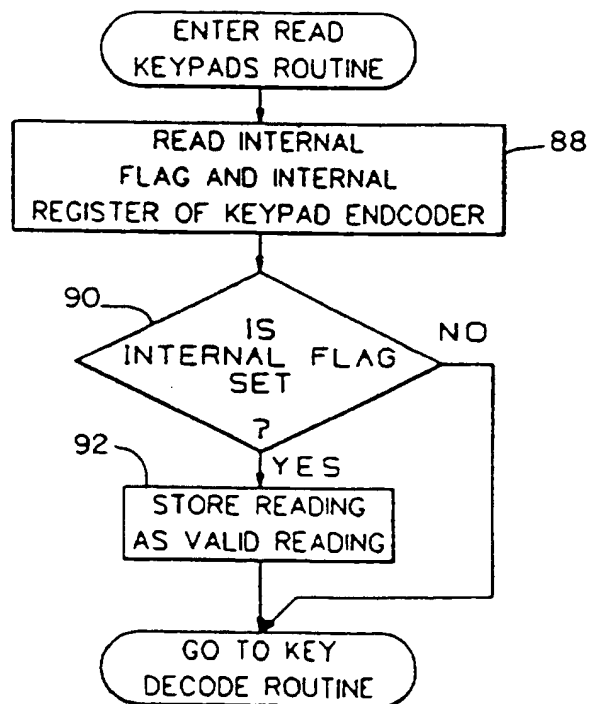 ENTER READ
KEYPADS ROUTINE
READ INTERNAL
FLAG AND INTERNAL
REGISTER OF KEYPAD ENDCODER
88
90
IS
INTERNAL FLAG
SET
?
NO
92
YES
STORE READING
AS VALID READING
GO TO KEY
DECODE ROUTINE